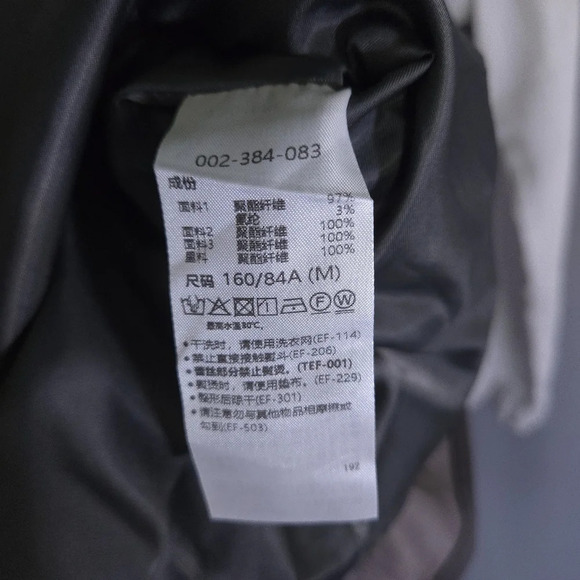 002-384-083
成份
面料1 聚酯纤维 97%
氨纶 3%
面料2 聚酯纤维 100%
面料3 聚酯纤维 100%
里料 聚酯纤维 100%
尺码 160/84A (M)
最高水温30℃。
•干洗时，请使用洗衣网(EF-114)
•禁止直接接触熨斗(EF-206)
•蕾丝部分禁止熨烫。(TEF-001)
•熨烫时，请使用垫布。(EF-229)
•整形后晾干(EF-301)
•请注意勿与其他物品相摩擦或
勾到(EF-503)
192